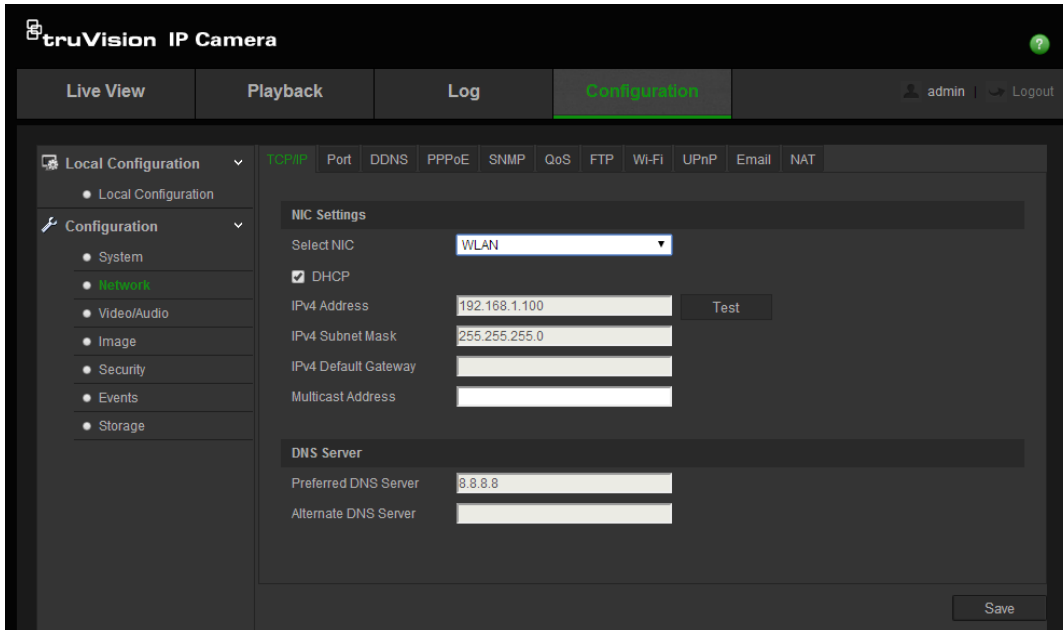 truVision IP Camera
?
Live View Playback Log Configuration admin | Logout
Local Configuration
Local Configuration
Configuration
System
Network
Video/Audio
Image
Security
Events
Storage
TCP/IP Port DDNS PPPoE SNMP QoS FTP Wi-Fi UPnP Email NAT
NIC Settings
Select NIC WLAN
DHCP
IPv4 Address 192.168.1.100 Test
IPv4 Subnet Mask 255.255.255.0
IPv4 Default Gateway
Multicast Address
DNS Server
Preferred DNS Server 8.8.8.8
Alternate DNS Server
Save